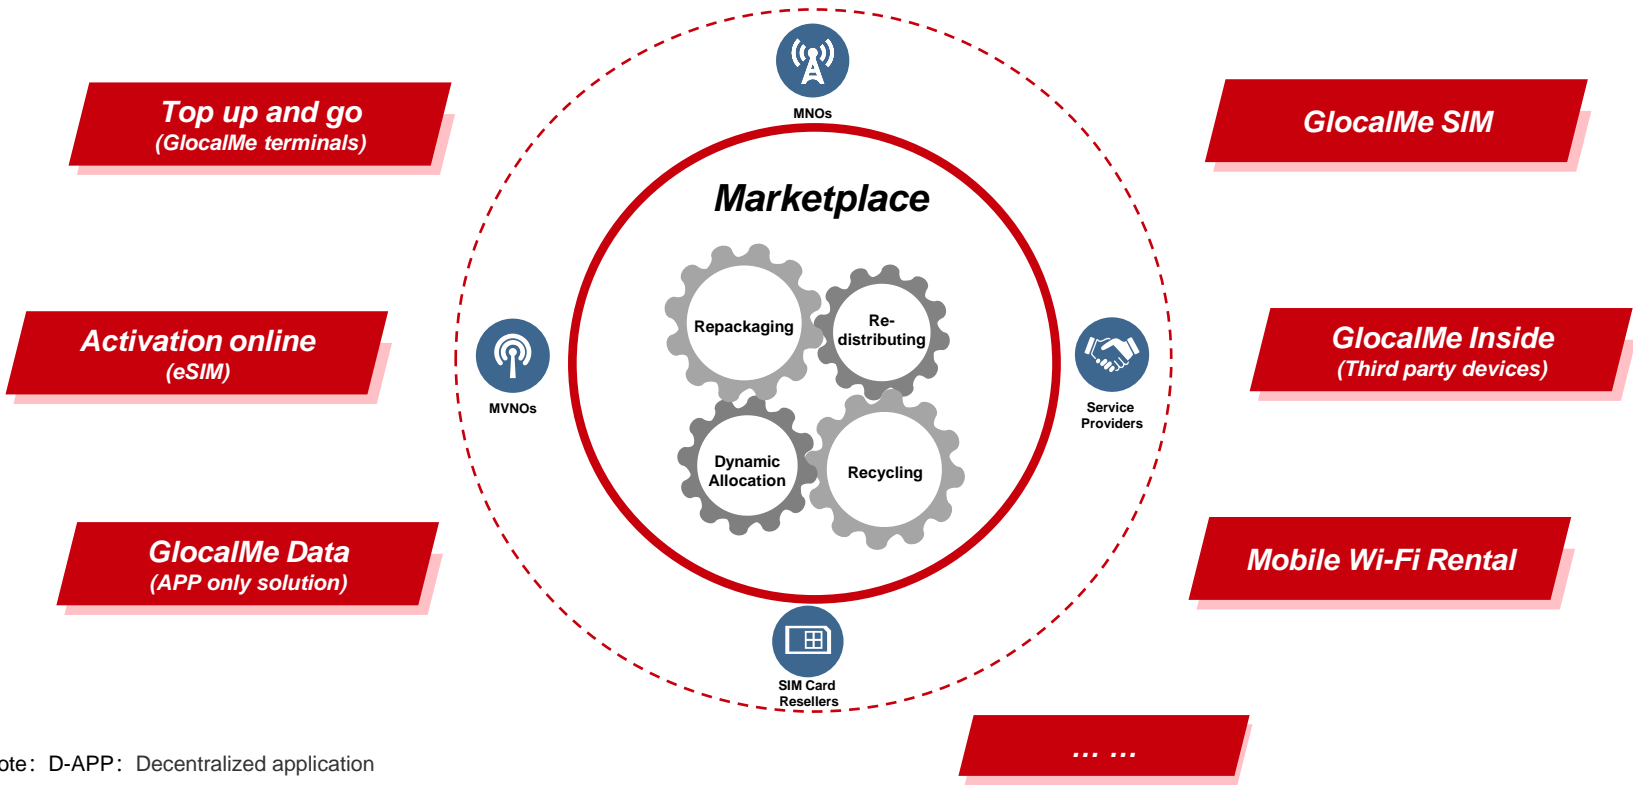 MNOs
Top up and go
(GlocalMe terminals)
GlocalMe SIM
Marketplace
Repackaging
Re-
distributing
Activation online
(eSIM)
MVNOs
Service
Providers
GlocalMe Inside
(Third party devices)
Dynamic
Allocation
Recycling
GlocalMe Data
(APP only solution)
Mobile Wi-Fi Rental
SIM Card
Resellers
... ...
ote：D-APP：Decentralized application